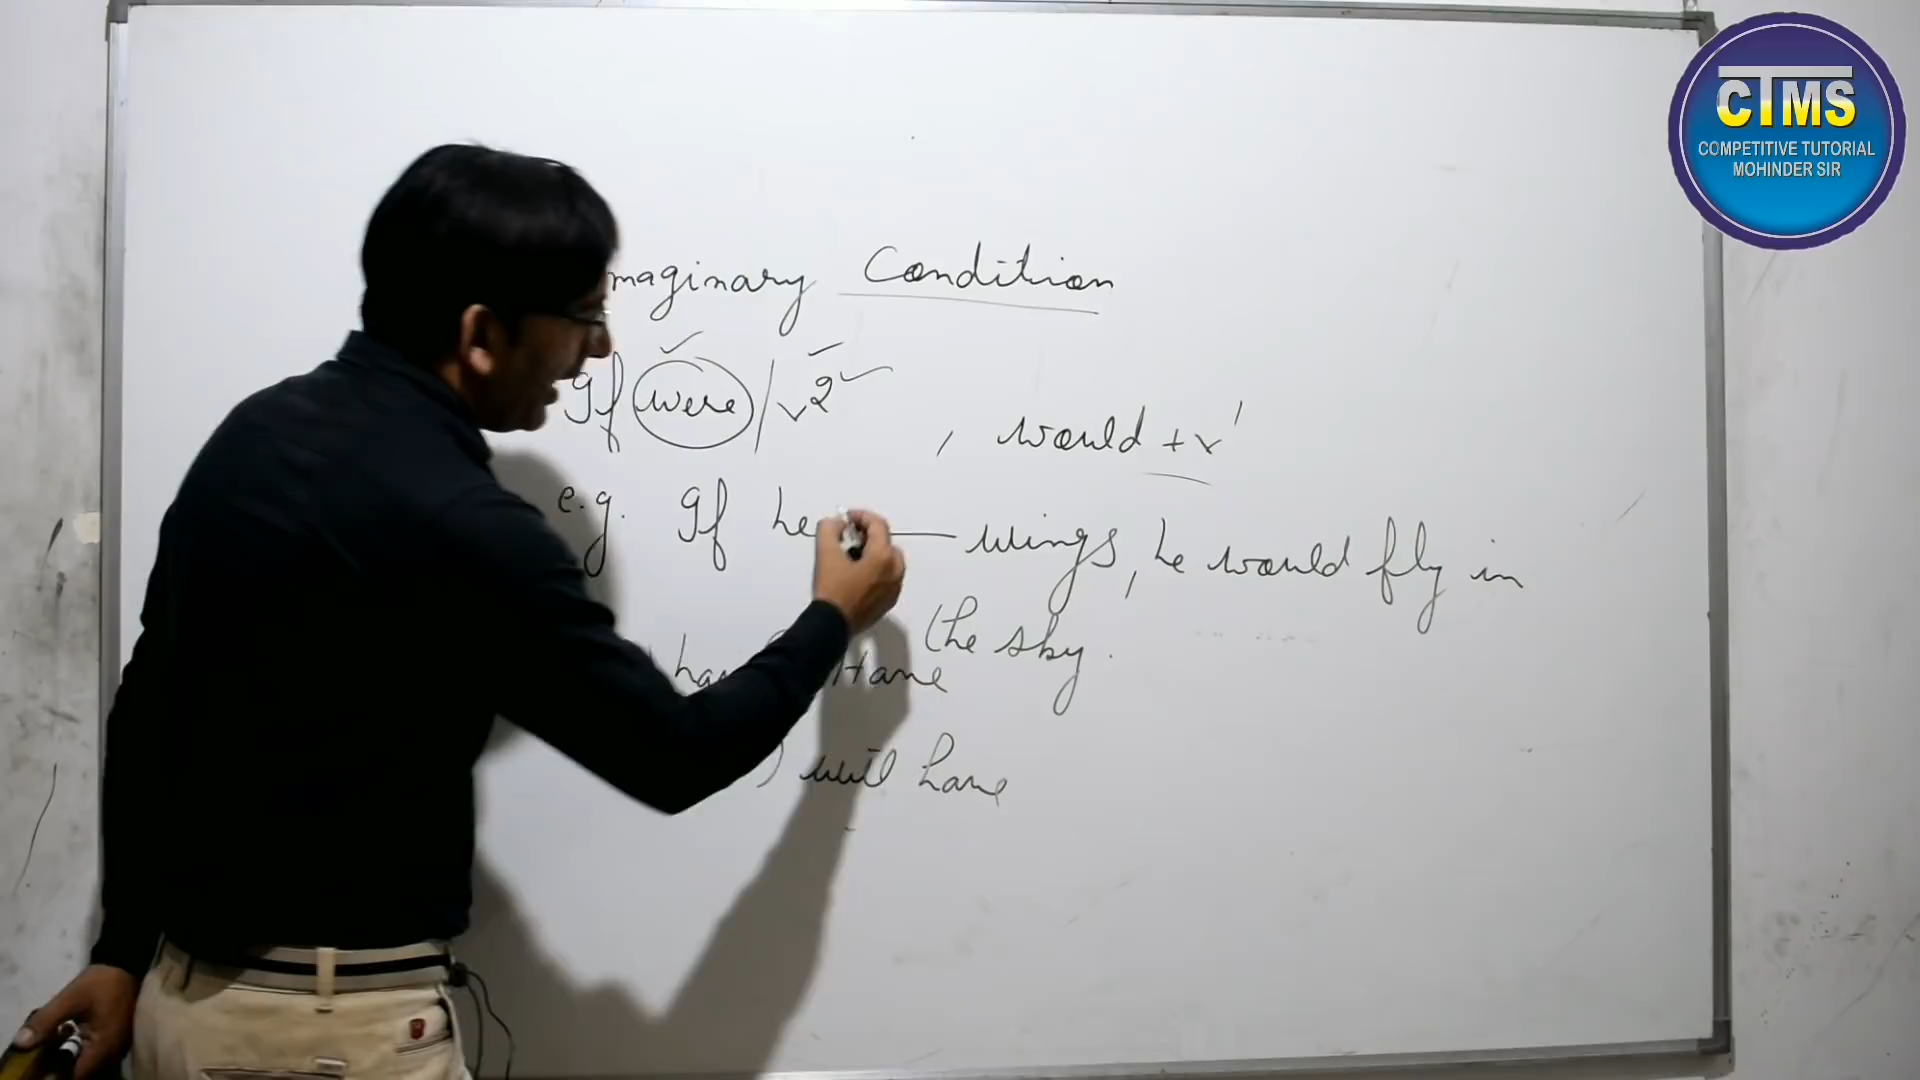 CTMS
COMPETITIVE TUTORIAL
MOHINDER SIR
maginary Condition
If were / v2 , would + v1
e.g. If he — wings, he would fly in
the sky.
have
) will have